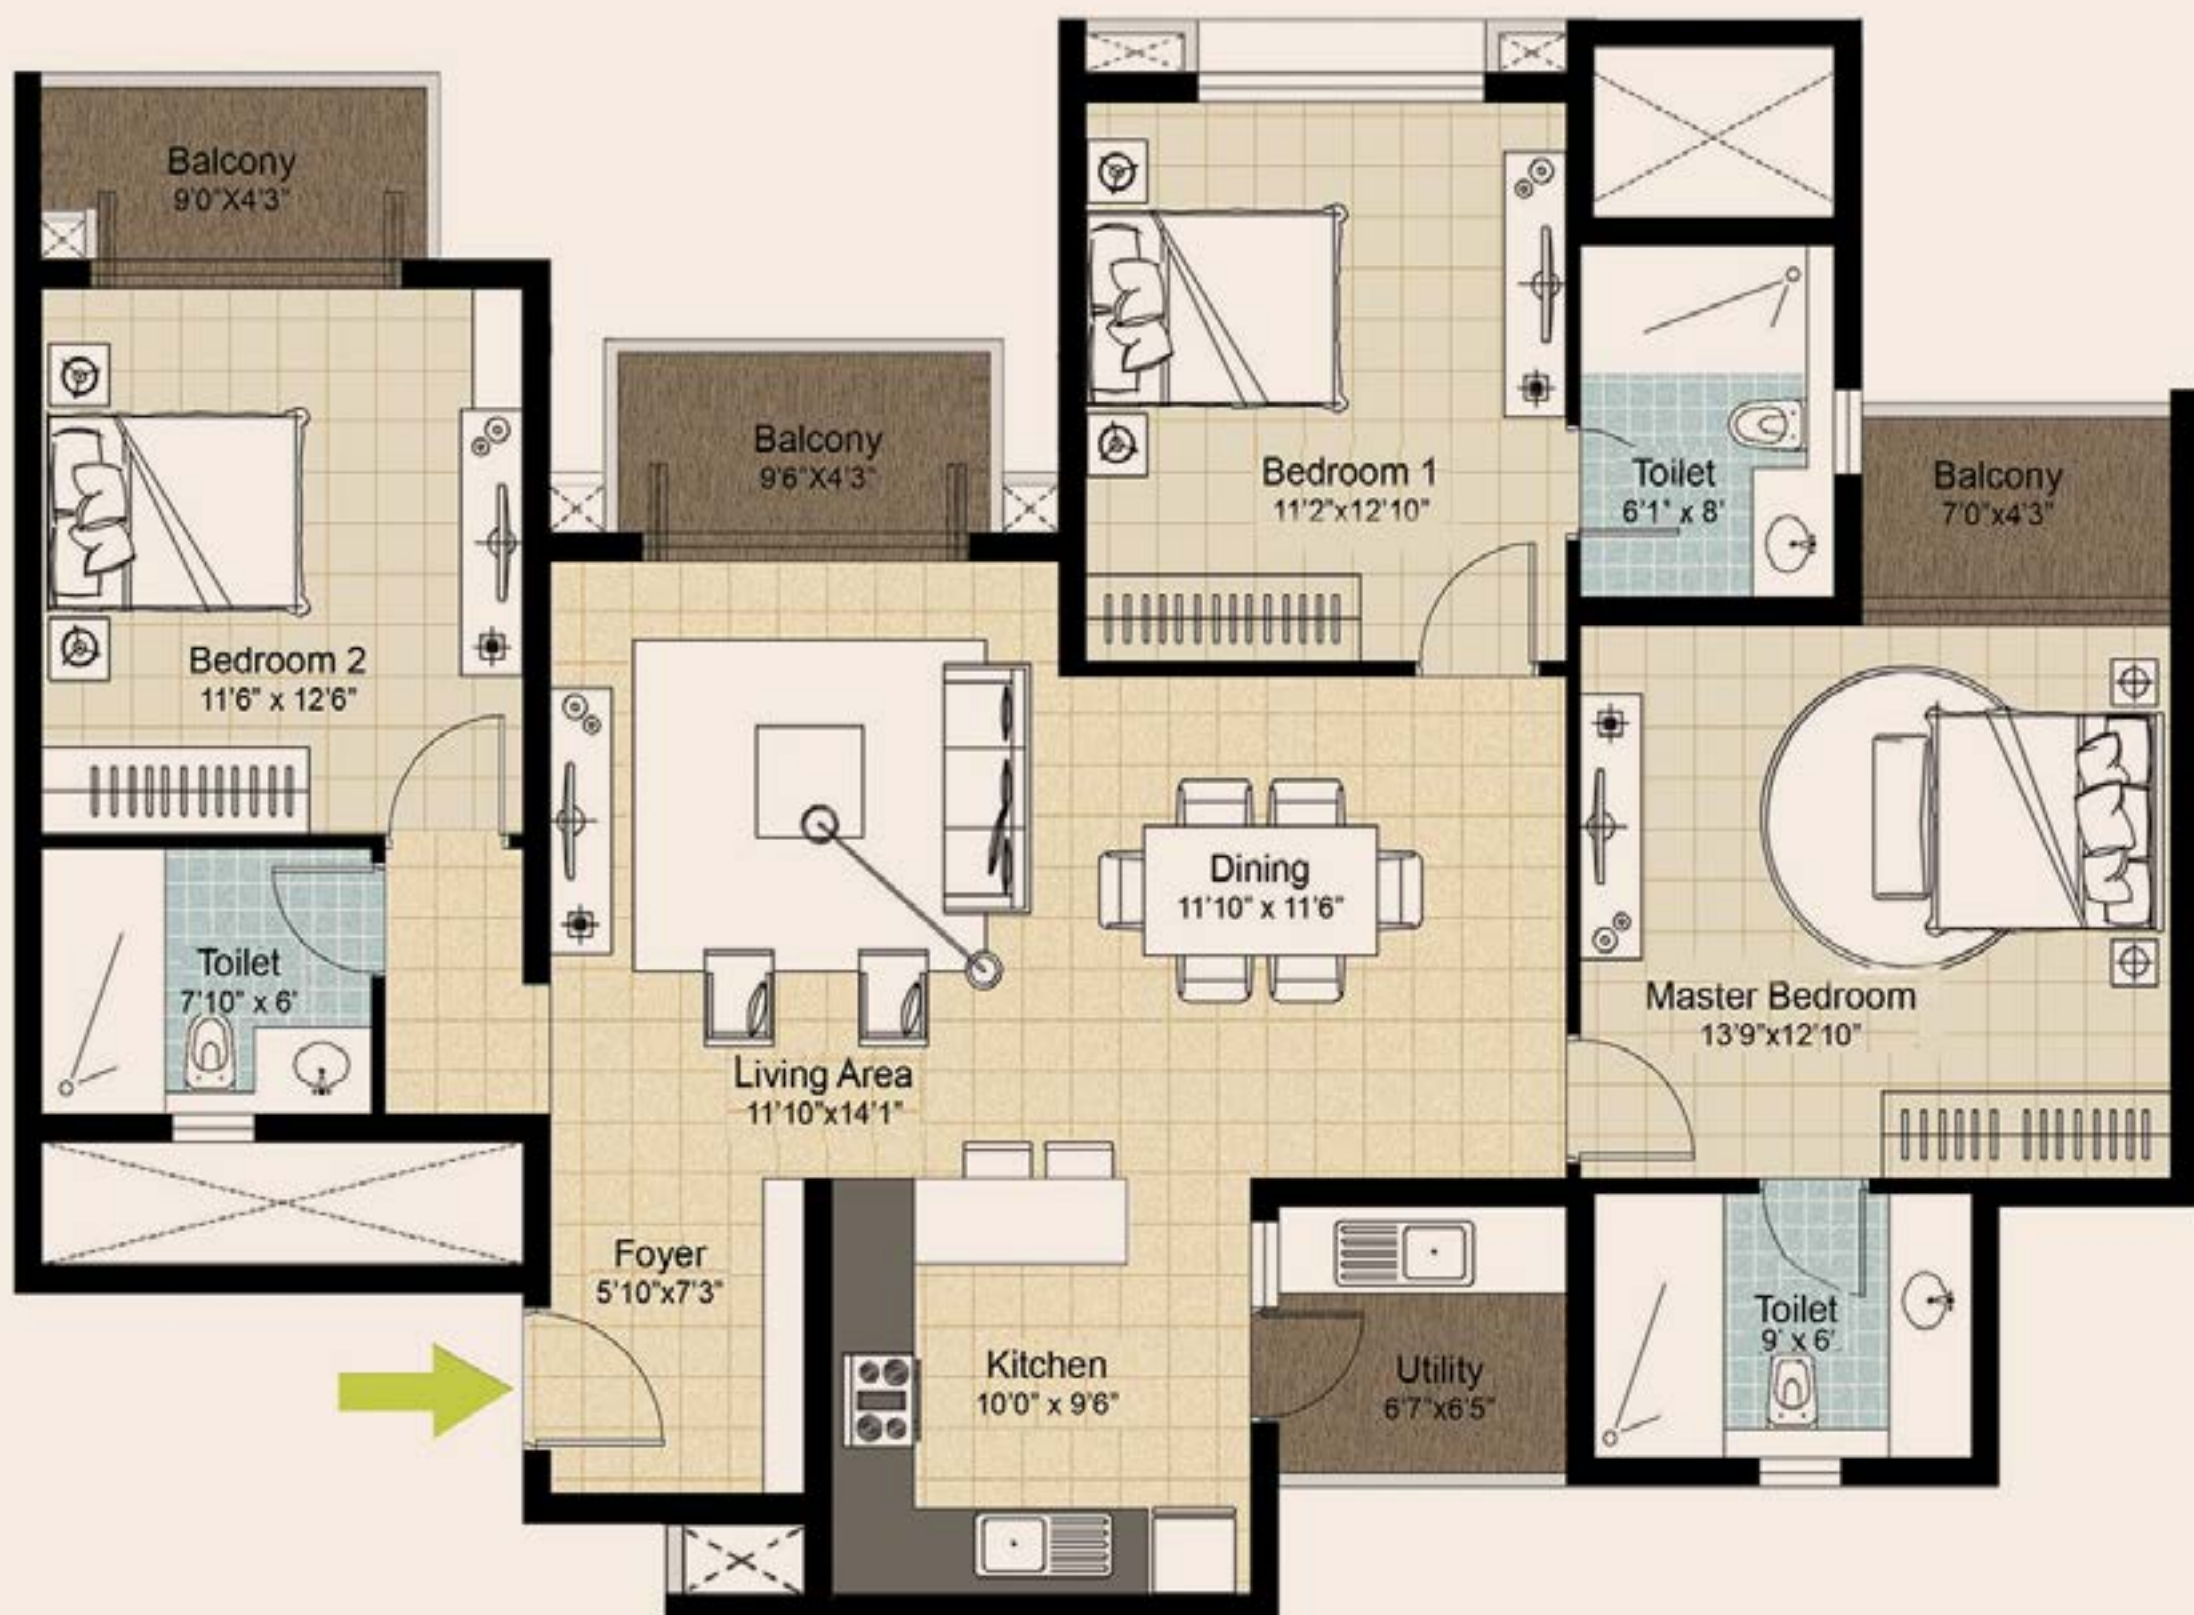 Balcony
9'0"X4'3"
Balcony
9'6"X4'3"
Bedroom 1
11'2"x12'10"
Toilet
6'1" x 8'
Balcony
7'0"x4'3"
Bedroom 2
11'6" x 12'6"
Dining
11'10" x 11'6"
Toilet
7'10" x 6'
Master Bedroom
13'9"x12'10"
Living Area
11'10"x14'1"
Foyer
5'10"x7'3"
Kitchen
10'0" x 9'6"
Utility
6'7"x6'5"
Toilet
9' x 6'